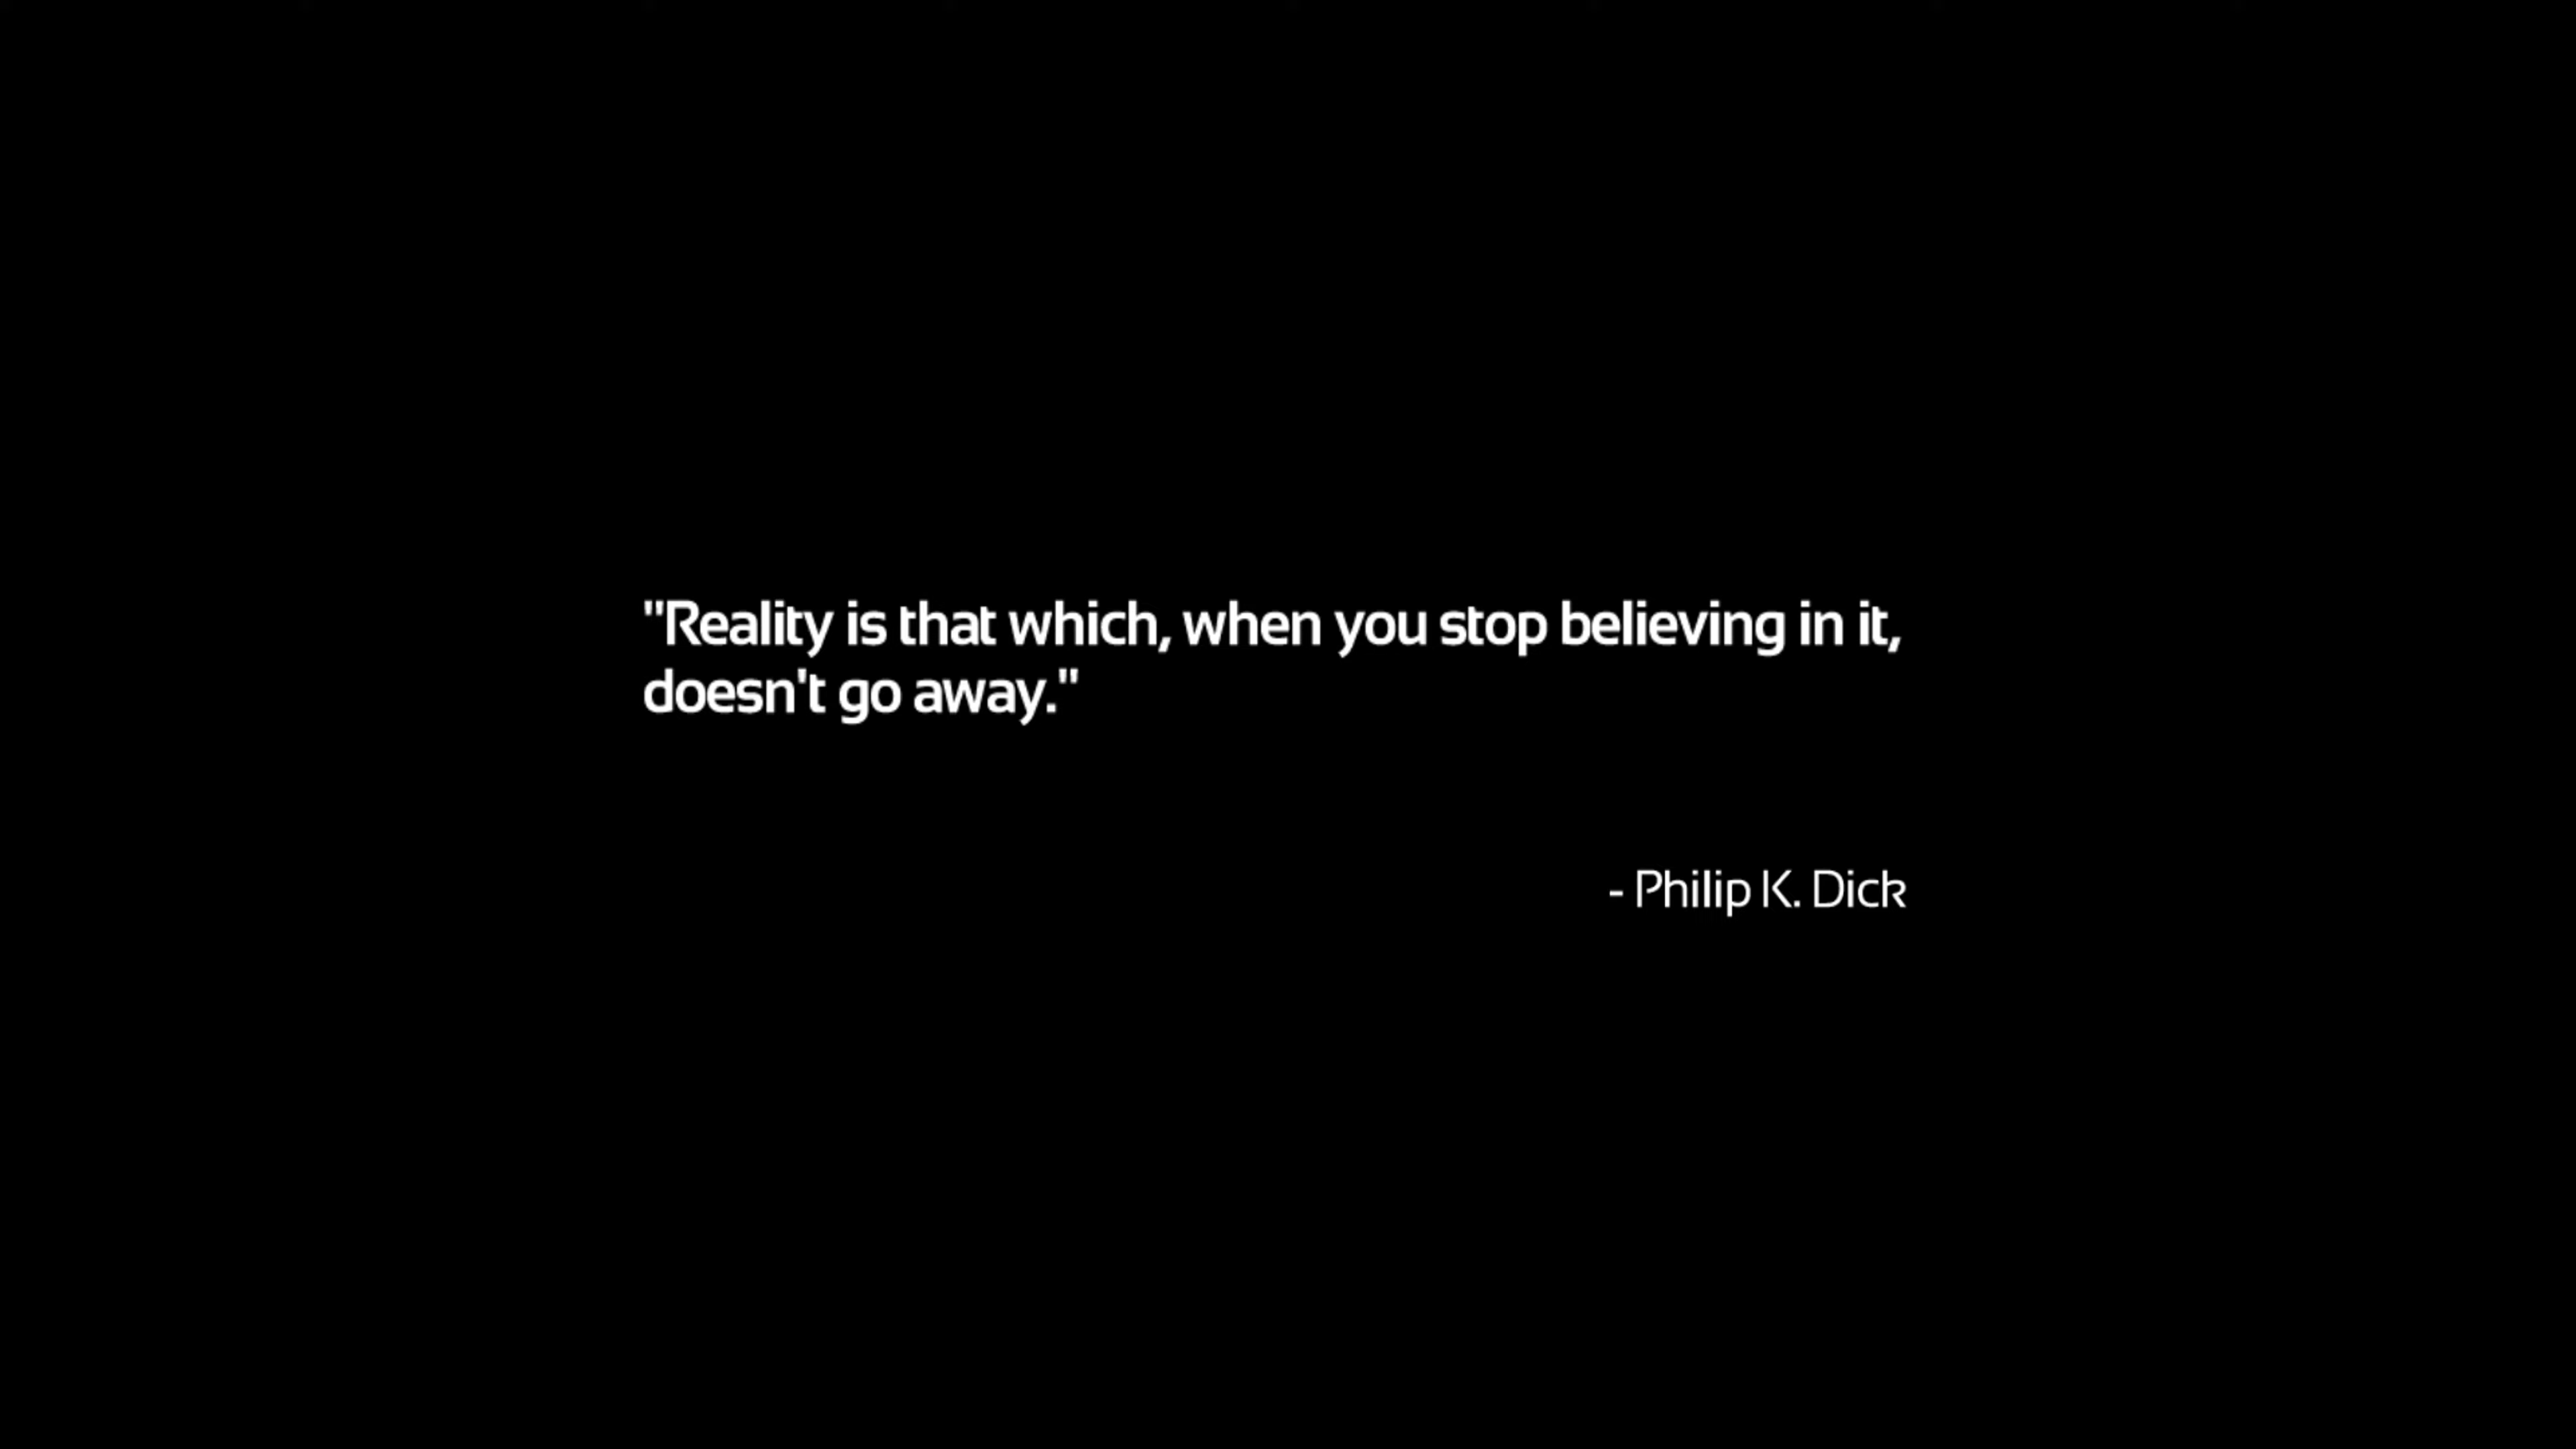 "Reality is that which, when you stop believing in it,
doesn't go away."
- Philip K. Dick